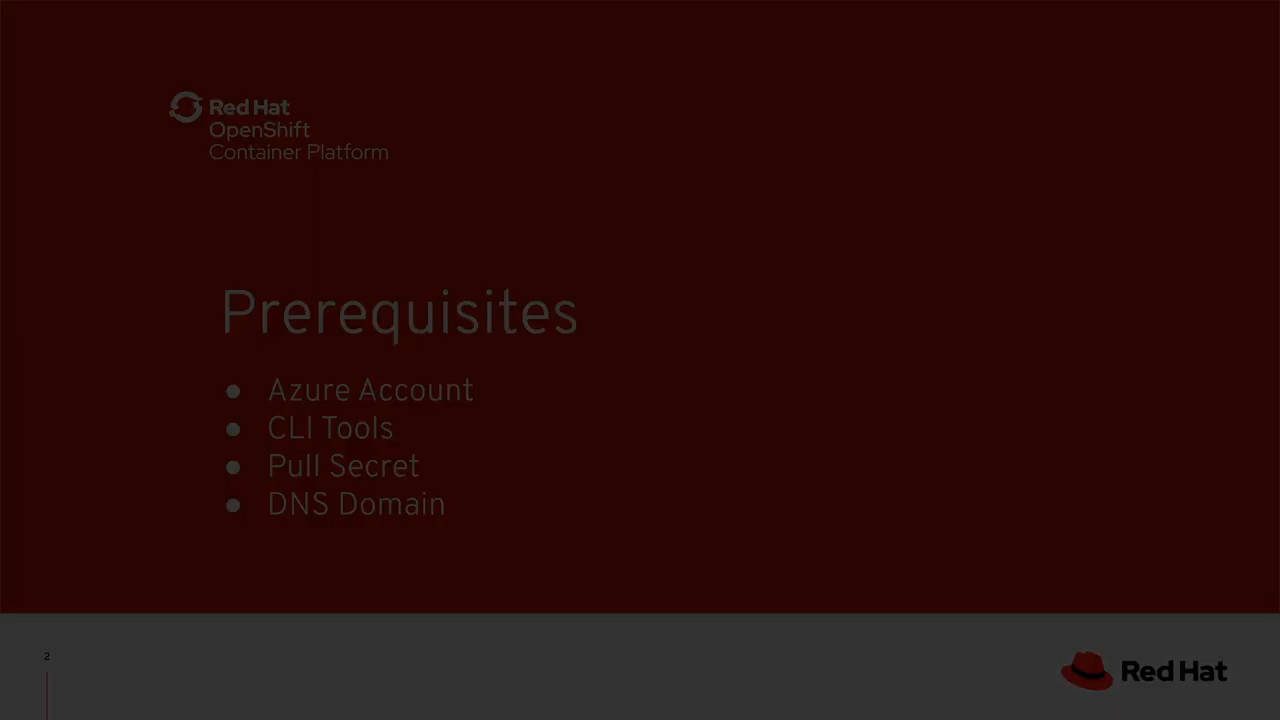 Red Hat
OpenShift
Container Platform
Prerequisites
● Azure Account
● CLI Tools
● Pull Secret
● DNS Domain
2
Red Hat